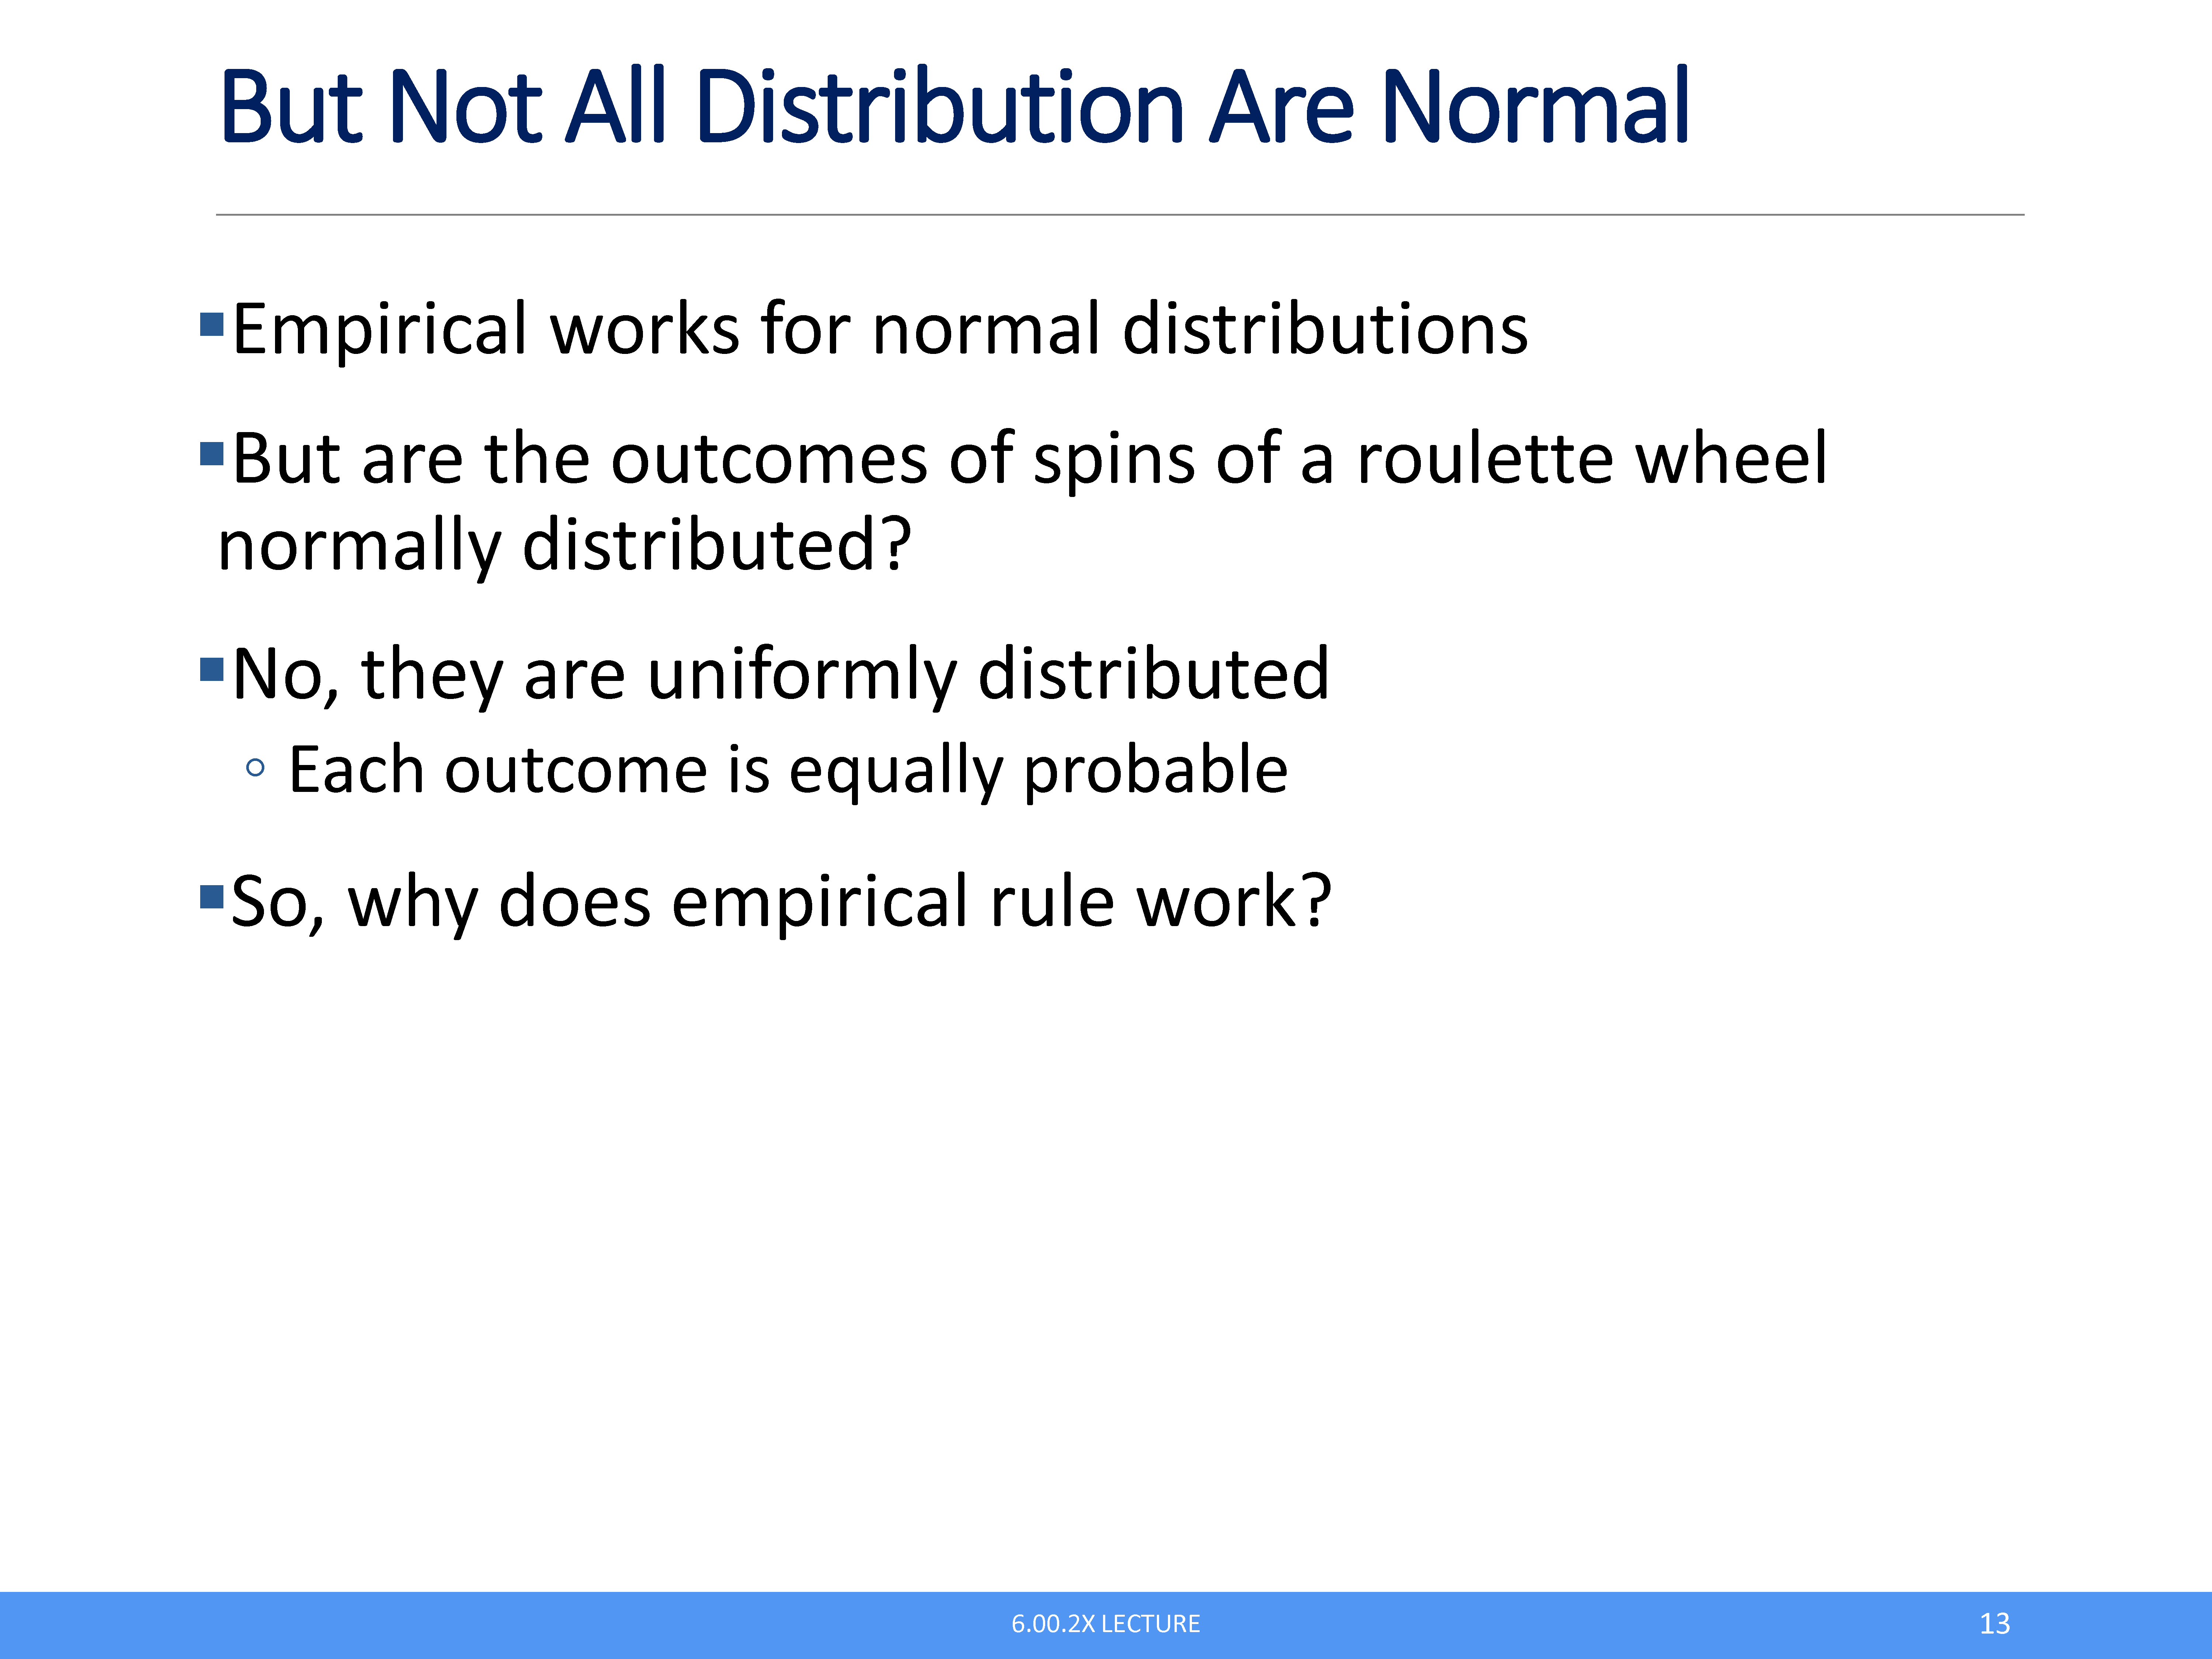 But Not All Distribution Are Normal
▪Empirical works for normal distributions
▪But are the outcomes of spins of a roulette wheel
normally distributed?
▪No, they are uniformly distributed
◦ Each outcome is equally probable
▪So, why does empirical rule work?
6.00.2X LECTURE
13